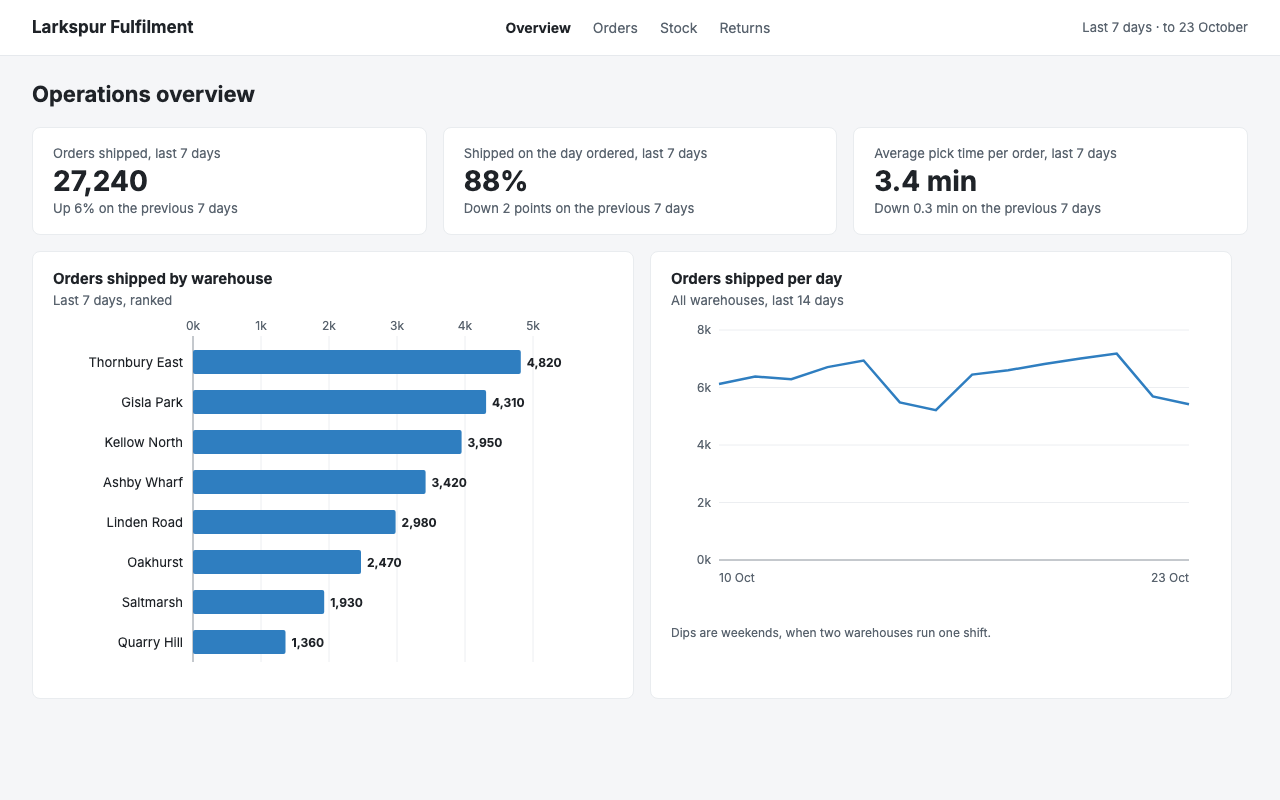 Larkspur Fulfilment
Overview Orders Stock Returns
Last 7 days · to 23 October
Operations overview
Orders shipped, last 7 days
27,240
Up 6% on the previous 7 days
Shipped on the day ordered, last 7 days
88%
Down 2 points on the previous 7 days
Average pick time per order, last 7 days
3.4 min
Down 0.3 min on the previous 7 days
Orders shipped by warehouse
Last 7 days, ranked
0k 1k 2k 3k 4k 5k
Thornbury East 4,820
Gisla Park 4,310
Kellow North 3,950
Ashby Wharf 3,420
Linden Road 2,980
Oakhurst 2,470
Saltmarsh 1,930
Quarry Hill 1,360
Orders shipped per day
All warehouses, last 14 days
8k
6k
4k
2k
0k
10 Oct 23 Oct
Dips are weekends, when two warehouses run one shift.